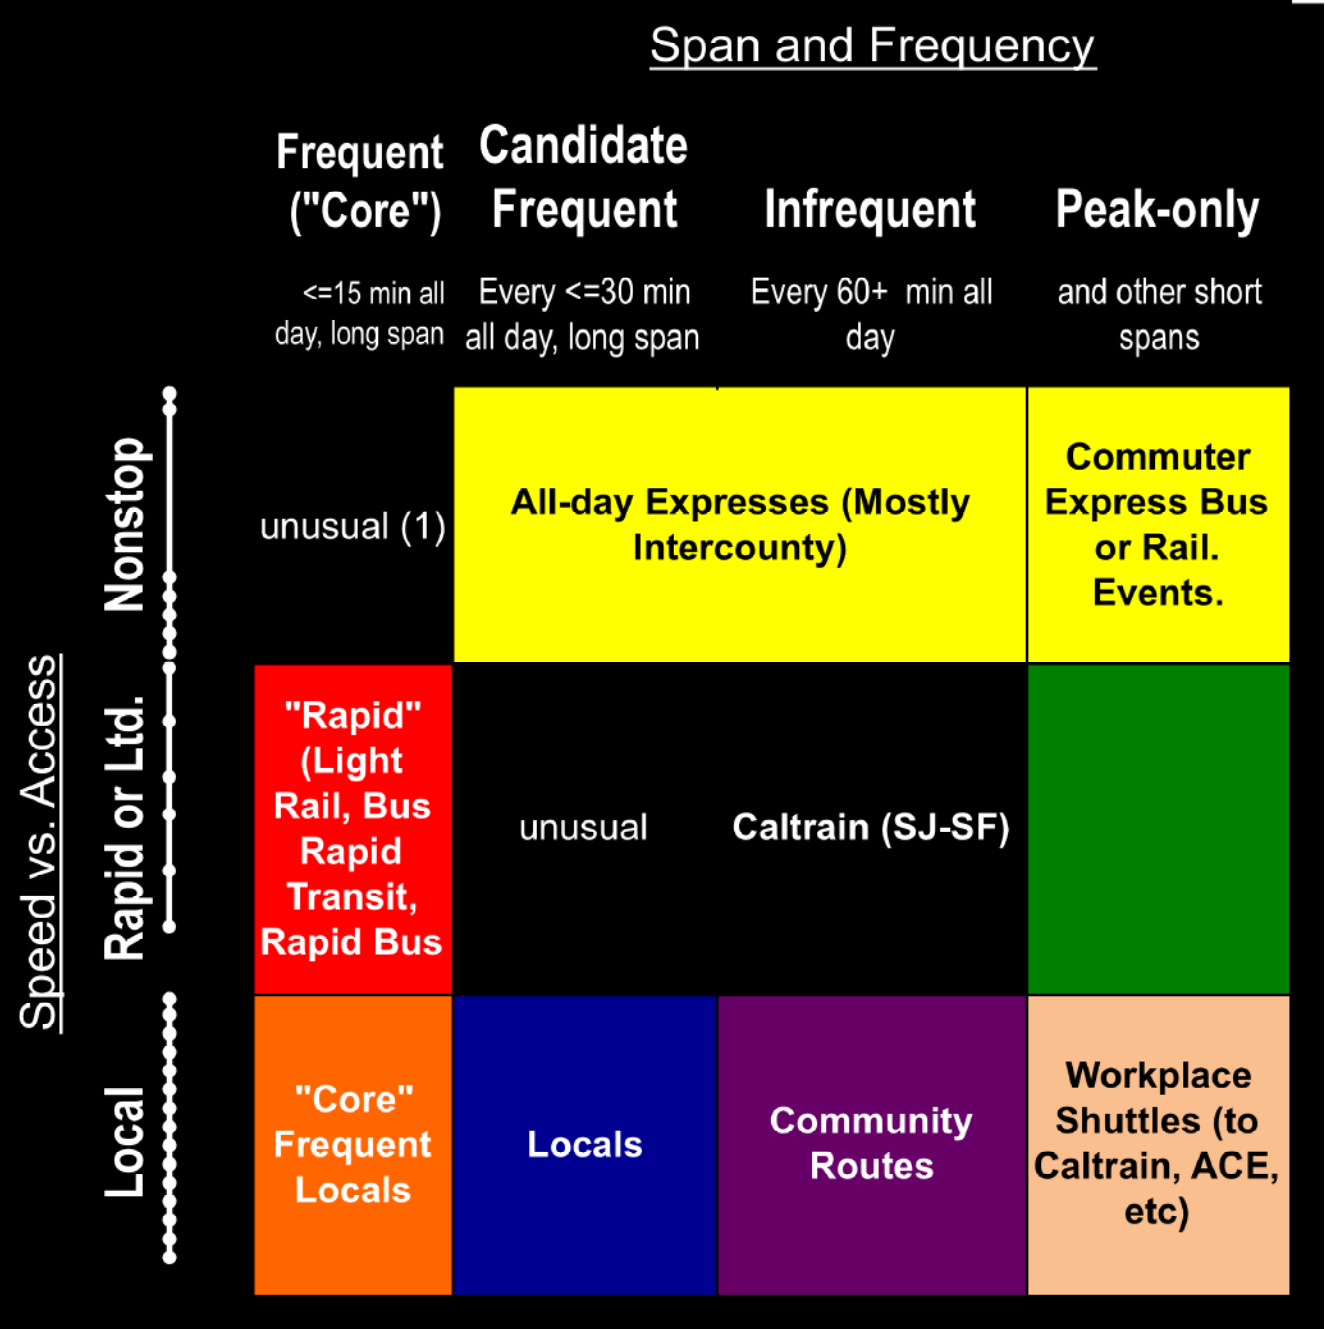 Span and Frequency
Frequent
("Core")
Candidate
Frequent
Infrequent
Peak-only
<=15 min all
day, long span
Every <=30 min
all day, long span
Every 60+  min all
day
and other short
spans
Speed vs. Access
Nonstop
unusual (1)
All-day Expresses (Mostly
Intercounty)
Commuter
Express Bus
or Rail.
Events.
Rapid or Ltd.
"Rapid"
(Light
Rail, Bus
Rapid
Transit,
Rapid Bus
unusual
Caltrain (SJ-SF)
Local
"Core"
Frequent
Locals
Locals
Community
Routes
Workplace
Shuttles (to
Caltrain, ACE,
etc)